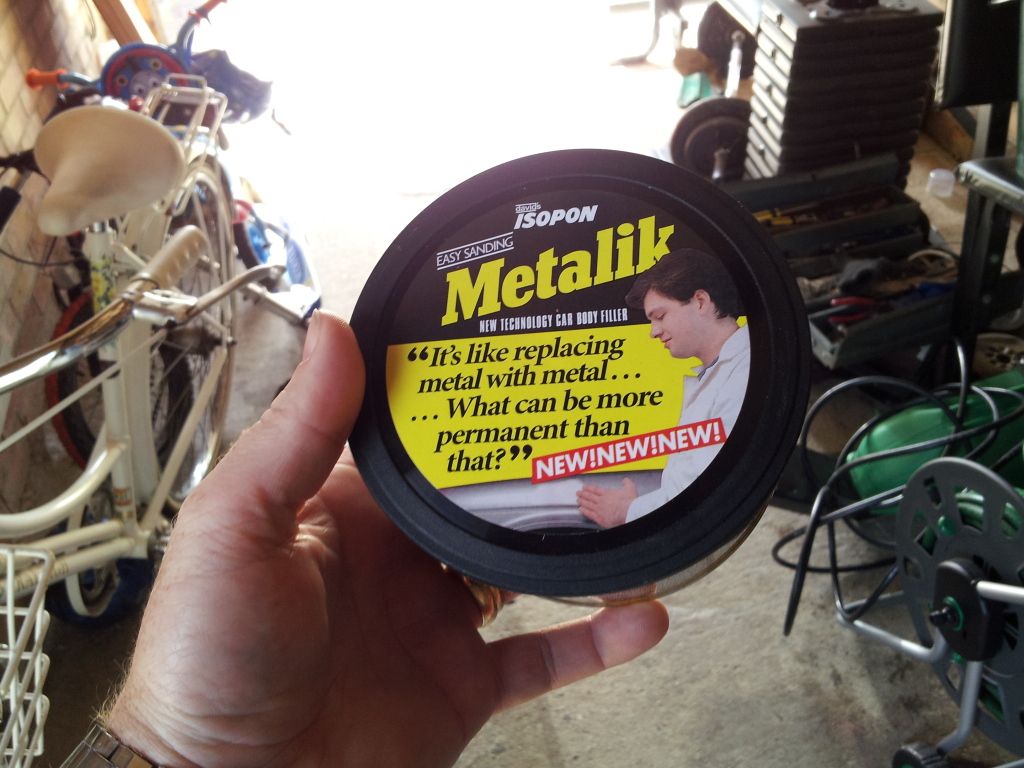 david's
ISOPON
EASY SANDING
Metalik
NEW TECHNOLOGY CAR BODY FILLER
“It's like replacing
metal with metal...
...What can be more
permanent than
that?”
NEW!NEW!NEW!